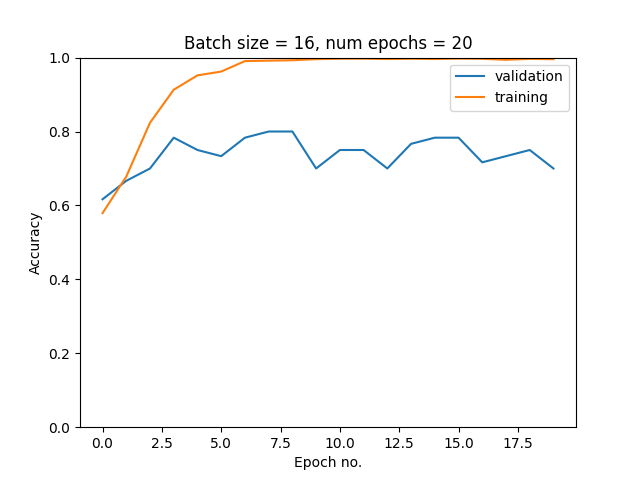 Batch size = 16, num epochs = 20
1.0
0.8
0.6
0.4
0.2
0.0
Accuracy
validation
training
0.0 2.5 5.0 7.5 10.0 12.5 15.0 17.5
Epoch no.